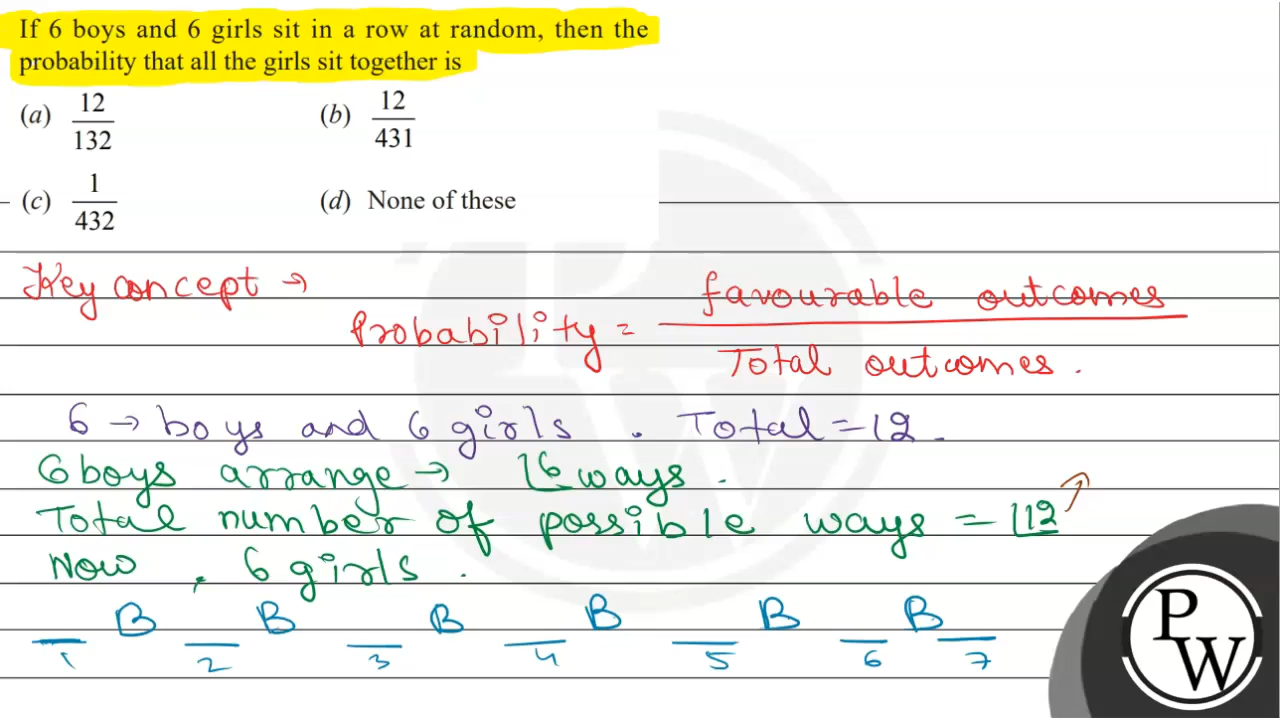 If 6 boys and 6 girls sit in a row at random, then the
probability that all the girls sit together is
(a) 12/132 (b) 12/431
(c) 1/432 (d) None of these
Key concept →
Probability = favourable outcomes / Total outcomes.
6 → boys and 6 girls . Total = 12.
6 boys arrange → ⌊6 ways .
Total number of possible ways = ⌊12
Now , 6 girls .
B B B B B B
1 2 3 4 5 6 7
P
W